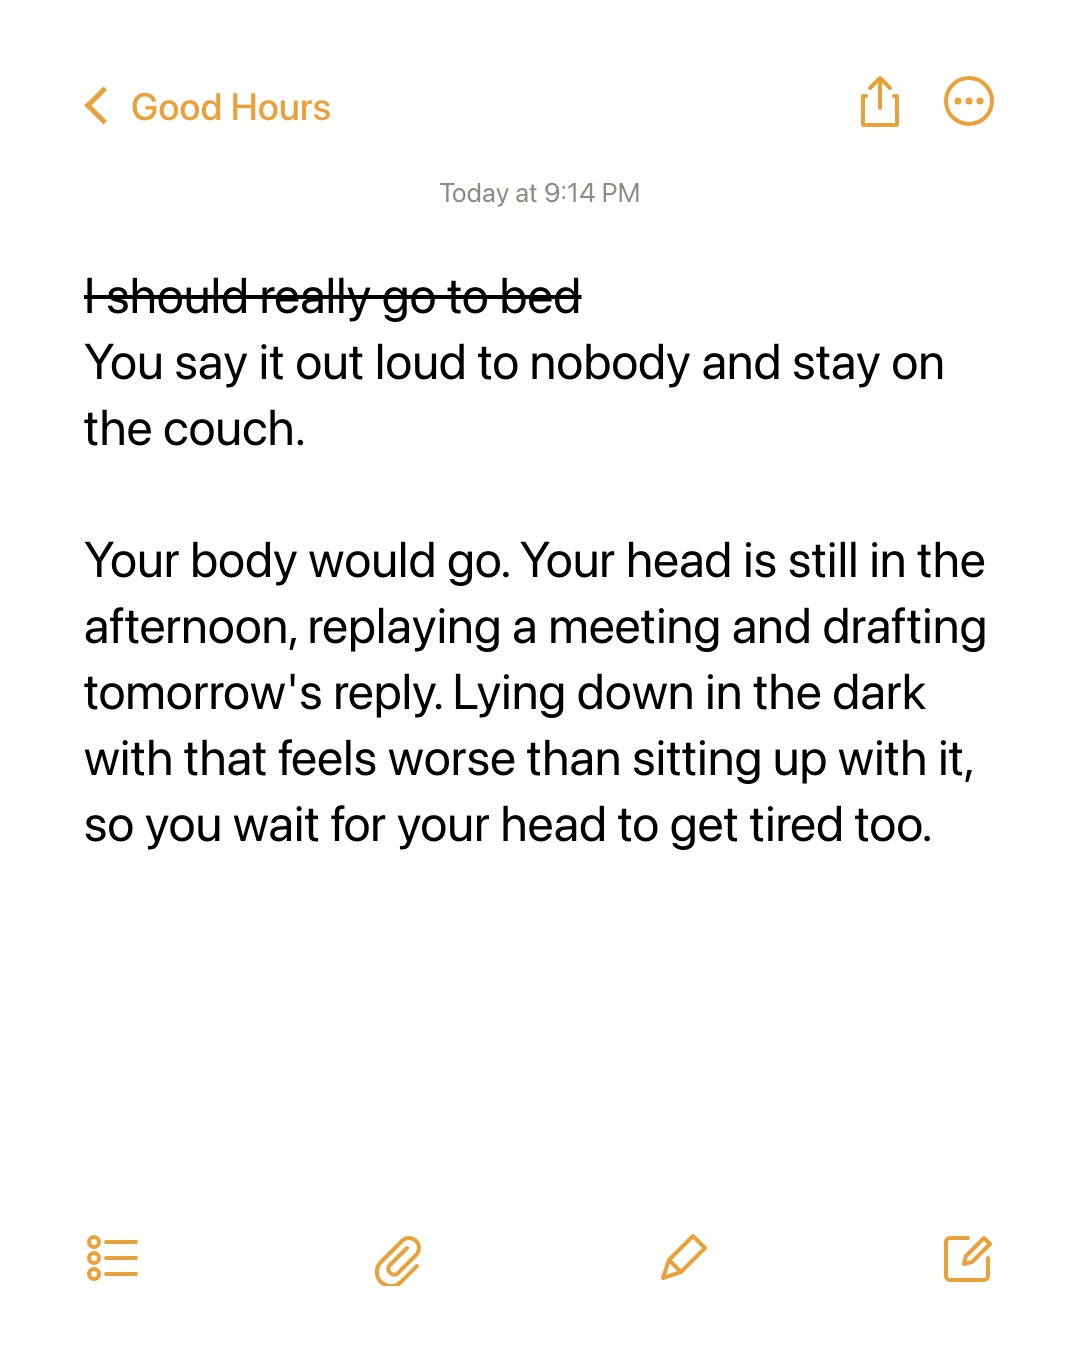 Good Hours
Today at 9:14 PM
I should really go to bed
You say it out loud to nobody and stay on
the couch.
Your body would go. Your head is still in the
afternoon, replaying a meeting and drafting
tomorrow's reply. Lying down in the dark
with that feels worse than sitting up with it,
so you wait for your head to get tired too.